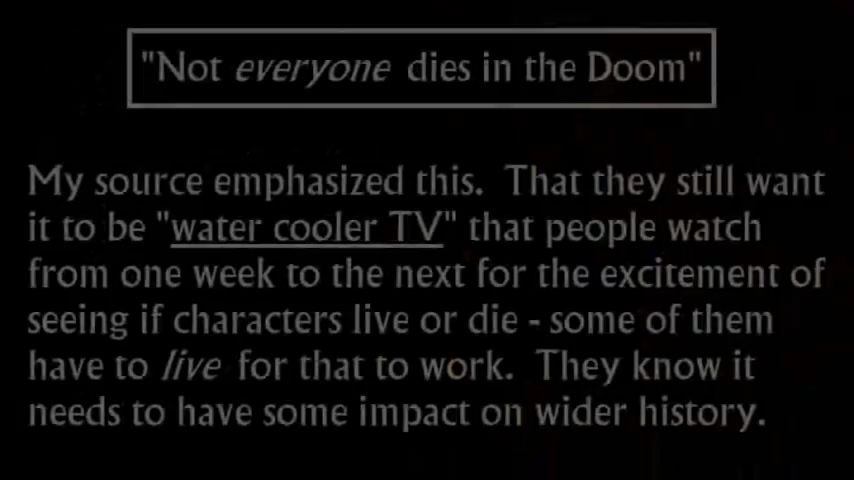 "Not everyone dies in the Doom"
My source emphasized this. That they still want
it to be "water cooler TV" that people watch
from one week to the next for the excitement of
seeing if characters live or die - some of them
have to live for that to work. They know it
needs to have some impact on wider history.